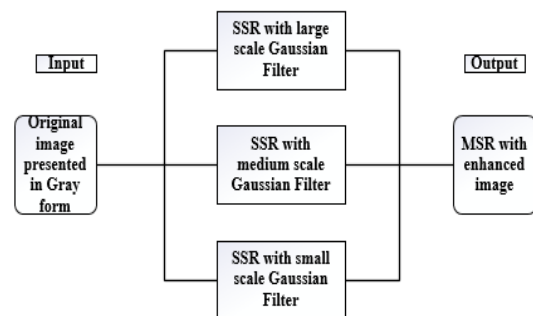 Input
Original
image
presented
in Gray
form
SSR with large
scale Gaussian
Filter
SSR with
medium scale
Gaussian Filter
SSR with small
scale Gaussian
Filter
Output
MSR with
enhanced
image